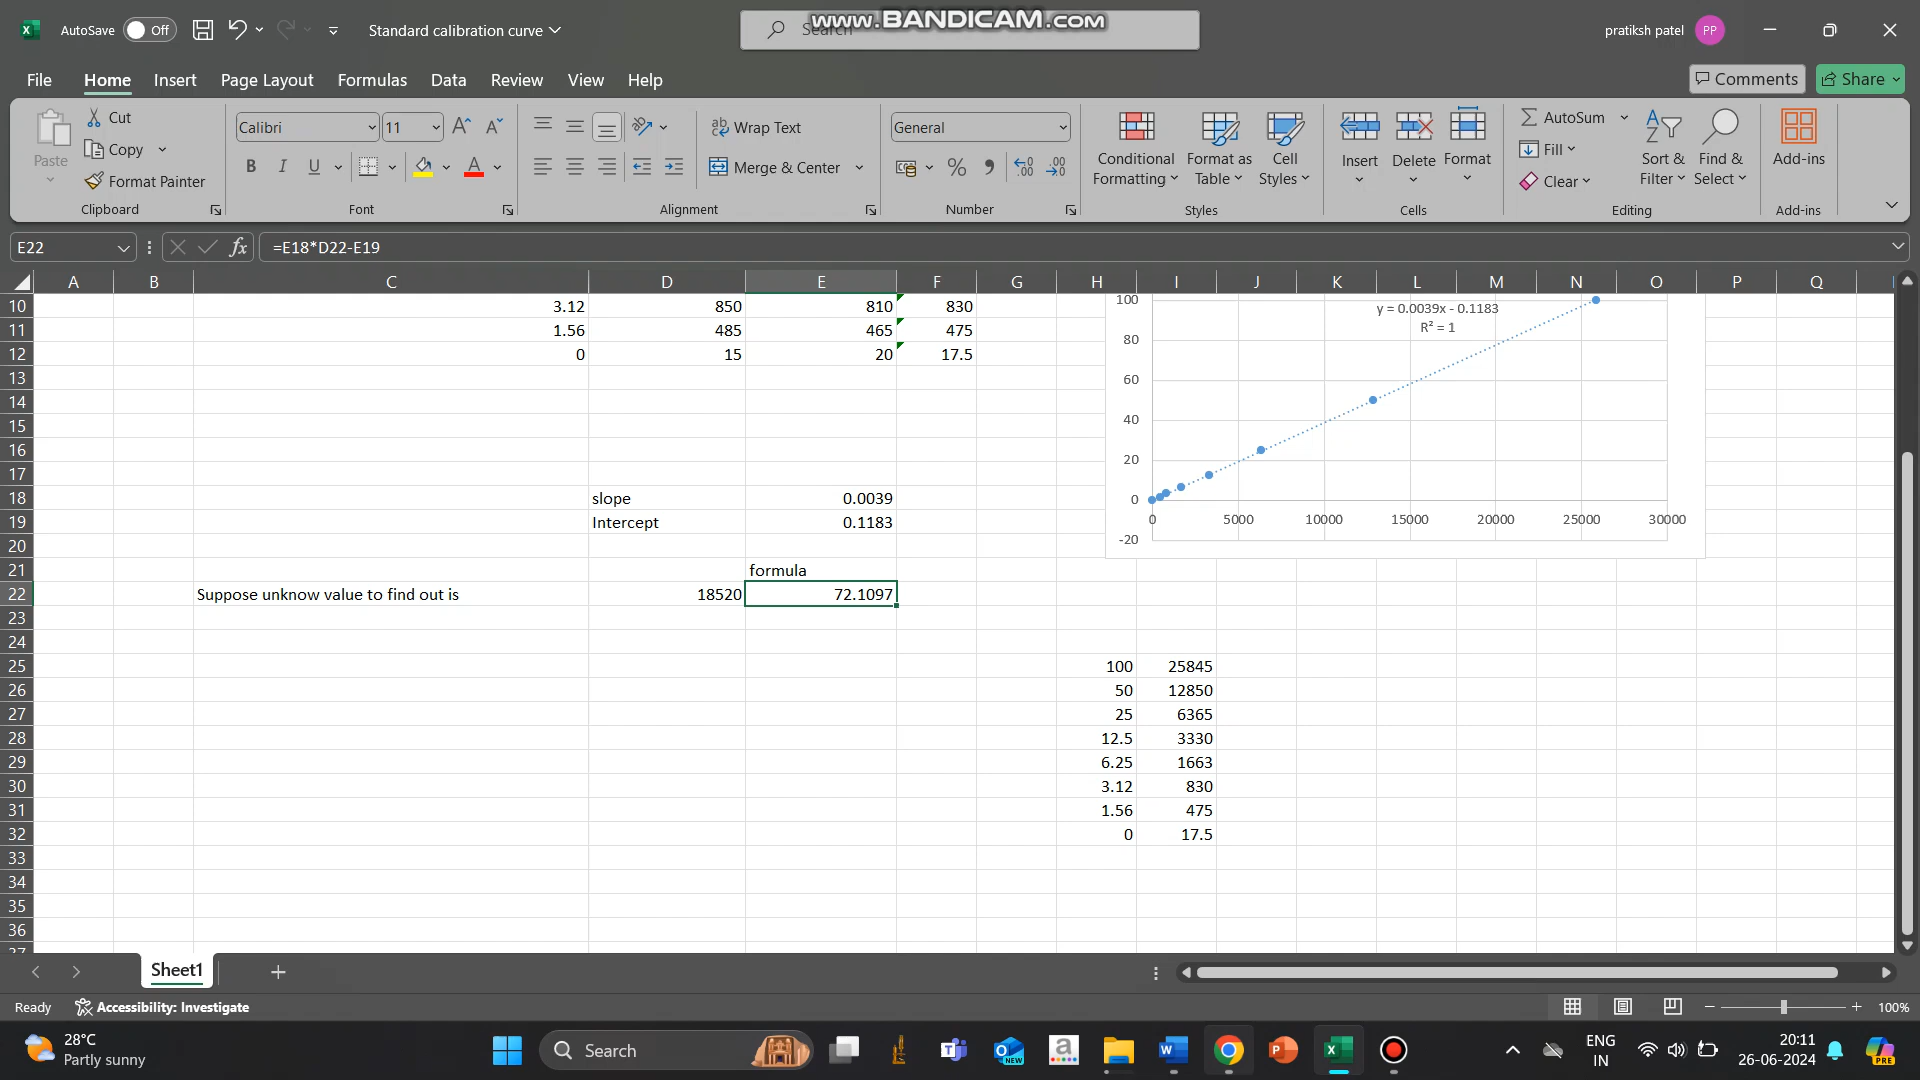 www.BANDICAM.com
AutoSave Off Standard calibration curve Search pratiksh patel PP
File Home Insert Page Layout Formulas Data Review View Help Comments Share
Paste Cut Copy Format Painter Clipboard
Calibri 11 B I U A Font
Wrap Text Merge & Center Alignment
General % Number
Conditional Formatting Format as Table Cell Styles Styles
Insert Delete Format Cells
AutoSum Fill Clear Sort & Filter Find & Select Editing
Add-ins Add-ins
E22 fx =E18*D22-E19
A B C D E F G H I J K L M N O P Q
10 3.12 850 810 830
11 1.56 485 465 475
12 0 15 20 17.5
13
14
15
16
17
18 slope 0.0039
19 Intercept 0.1183
20
21 formula
22 Suppose unknow value to find out is 18520 72.1097
23
24
25 100 25845
26 50 12850
27 25 6365
28 12.5 3330
29 6.25 1663
30 3.12 830
31 1.56 475
32 0 17.5
33
34
35
36
37
y = 0.0039x - 0.1183
R² = 1
100
80
60
40
20
0
-20
0 5000 10000 15000 20000 25000 30000
Sheet1
Ready Accessibility: Investigate 100%
28°C
Partly sunny
Search
ENG
IN
20:11
26-06-2024